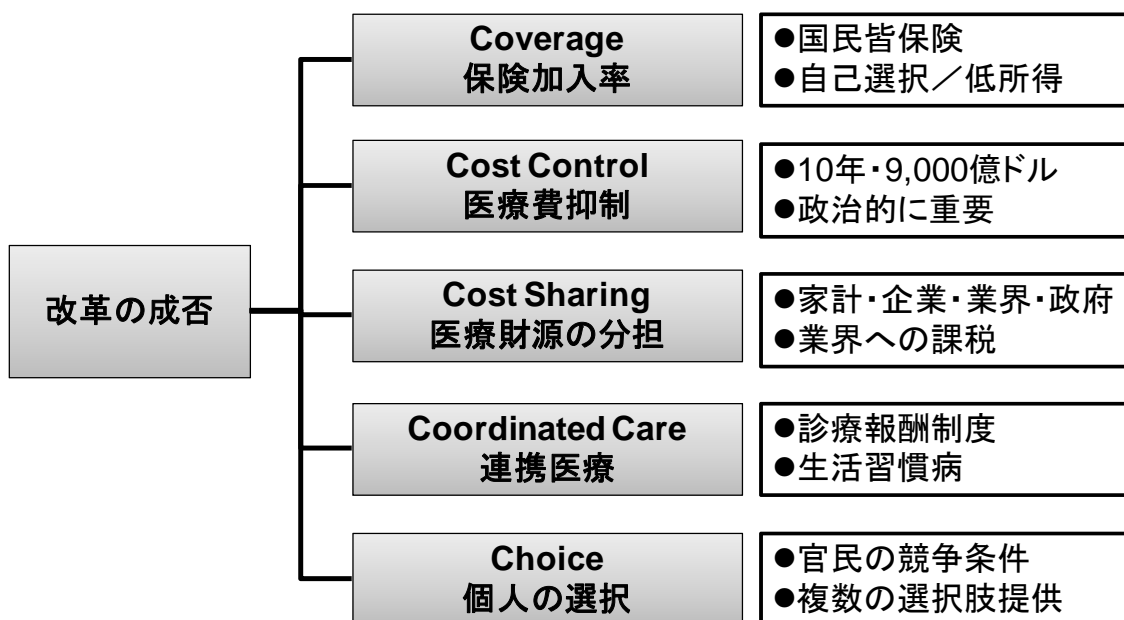 改革の成否
Coverage
保険加入率
●国民皆保険
●自己選択／低所得
Cost Control
医療費抑制
●10年・9,000億ドル
●政治的に重要
Cost Sharing
医療財源の分担
●家計・企業・業界・政府
●業界への課税
Coordinated Care
連携医療
●診療報酬制度
●生活習慣病
Choice
個人の選択
●官民の競争条件
●複数の選択肢提供